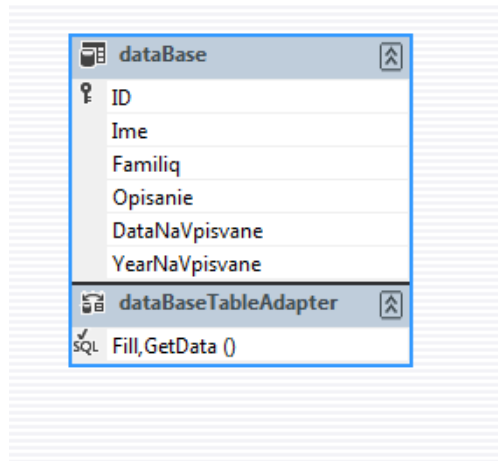 dataBase
ID
Ime
Familiq
Opisanie
DataNaVpisvane
YearNaVpisvane
dataBaseTableAdapter
SQL Fill,GetData ()